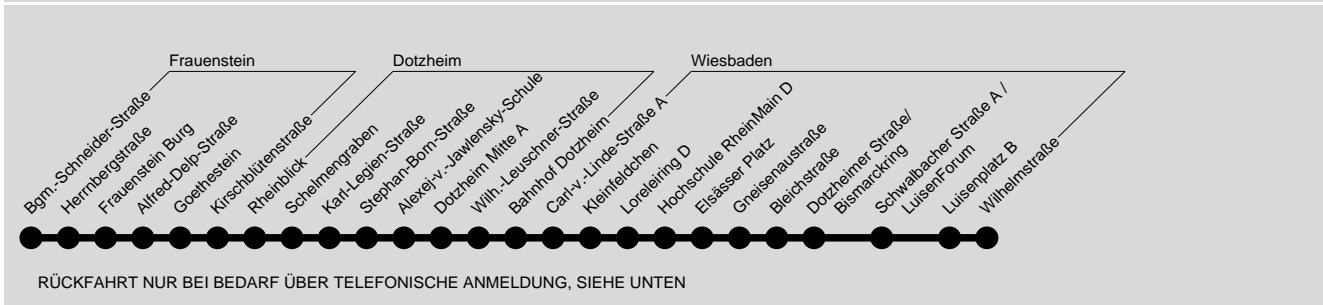 Frauenstein
Dotzheim
Wiesbaden
Bgm.-Schneider-Straße
Herrnbergstraße
Frauenstein Burg
Alfred-Delp-Straße
Goethestein
Kirschblütenstraße
Rheinblick
Schelmengraben
Karl-Legien-Straße
Stephan-Born-Straße
Alexej-v.-Jawlensky-Schule
Dotzheim Mitte A
Wilh.-Leuschner-Straße
Bahnhof Dotzheim
Carl-v.-Linde-Straße A
Kleinfeldchen
Loreleiring D
Hochschule RheinMain D
Elsässer Platz
Gneisenaustraße
Bleichstraße
Dotzheimer Straße/
Bismarckring
Schwalbacher Straße A /
LuisenForum
Luisenplatz B
Wilhelmstraße
RÜCKFAHRT NUR BEI BEDARF ÜBER TELEFONISCHE ANMELDUNG, SIEHE UNTEN